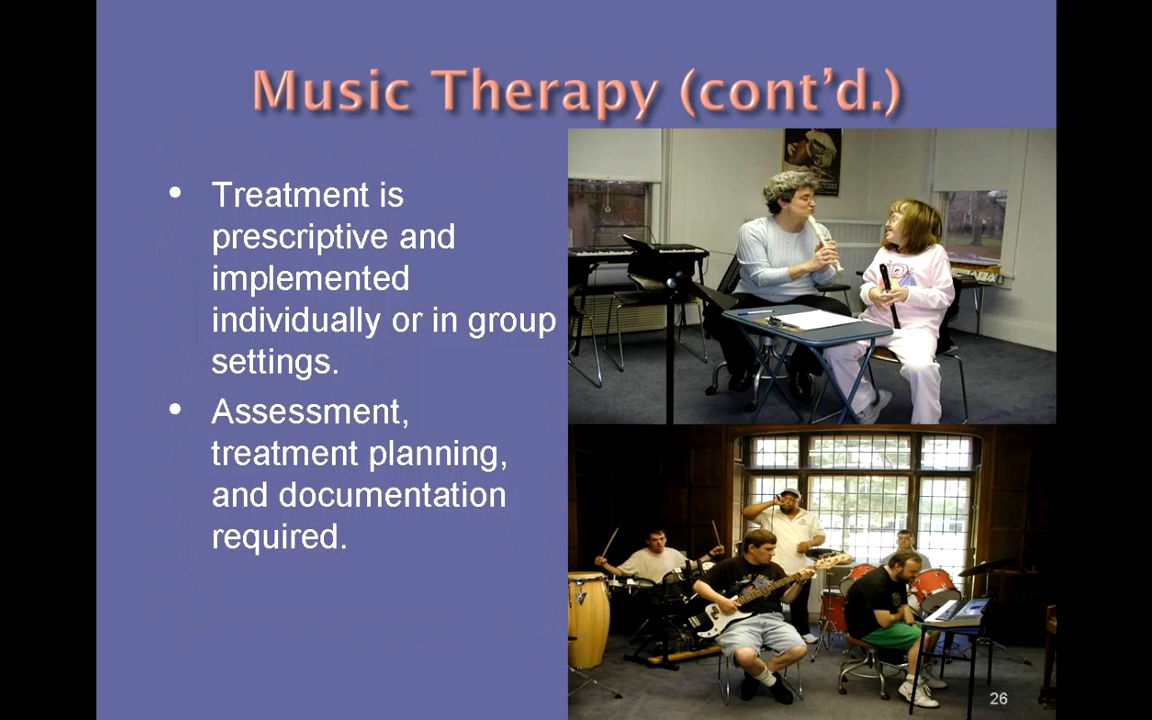 Music Therapy (cont’d.)
• Treatment is
prescriptive and
implemented
individually or in group
settings.
• Assessment,
treatment planning,
and documentation
required.
26